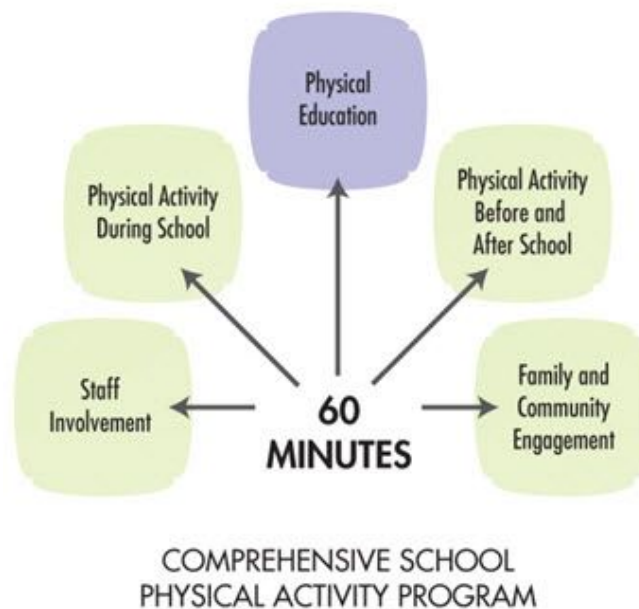 Physical
Education
Physical Activity
During School
Physical Activity
Before and
After School
Staff
Involvement
60
MINUTES
Family and
Community
Engagement
COMPREHENSIVE SCHOOL
PHYSICAL ACTIVITY PROGRAM